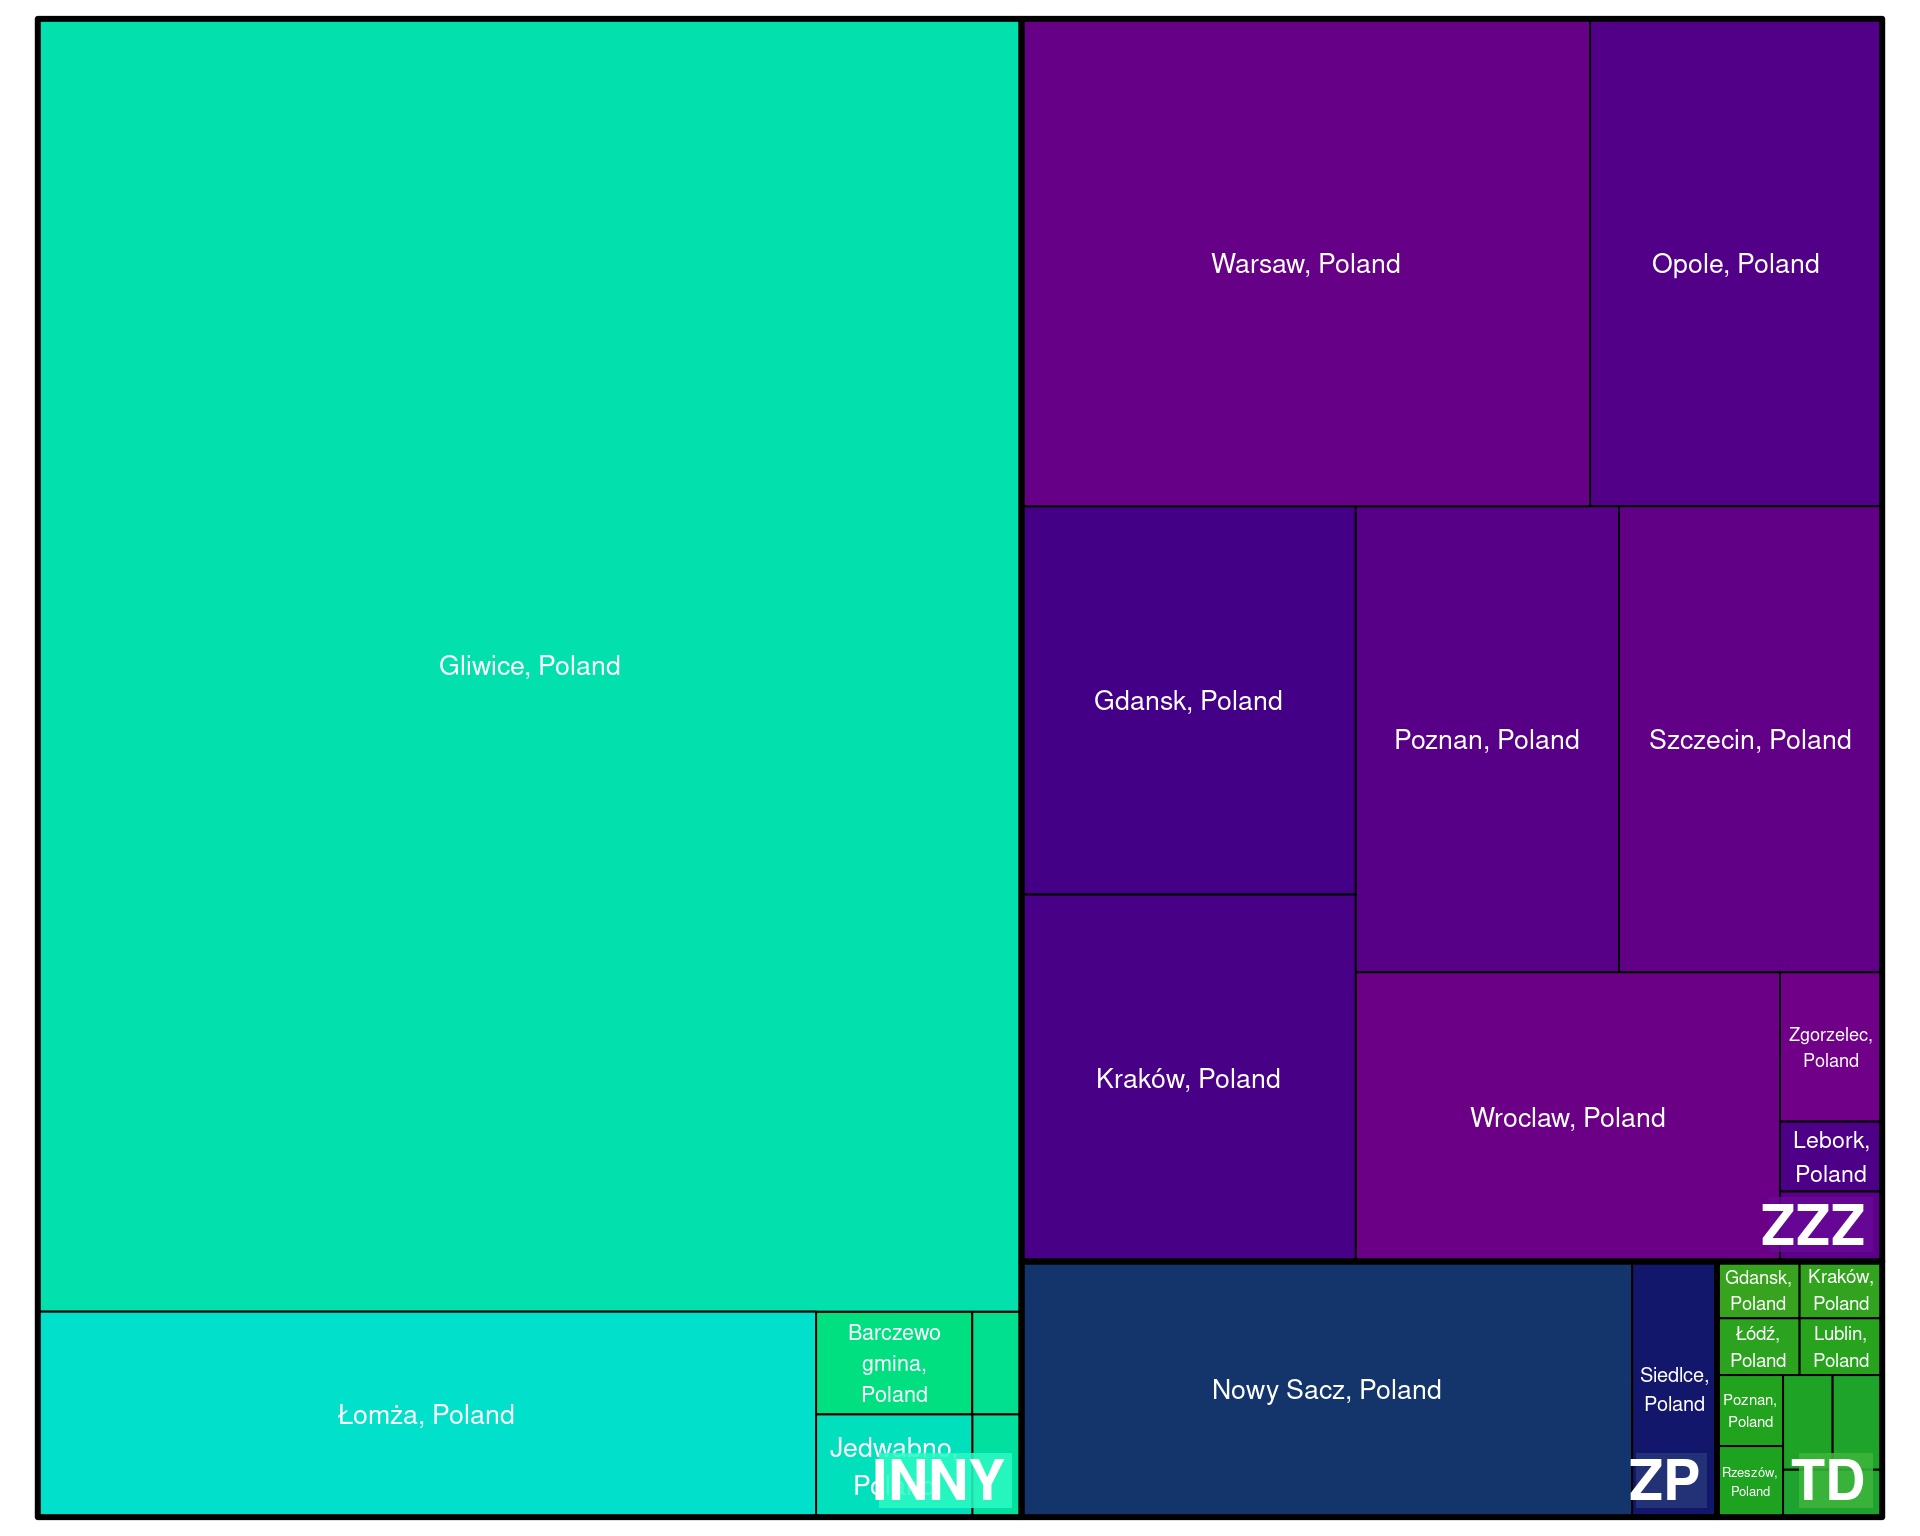 Gliwice, Poland
Łomża, Poland
Barczewo
gmina,
Poland
Jedwabno,
INNY
Warsaw, Poland
Opole, Poland
Gdansk, Poland
Poznan, Poland
Szczecin, Poland
Kraków, Poland
Wroclaw, Poland
Zgorzelec,
Poland
Lebork,
Poland
ZZZ
Nowy Sacz, Poland
Siedlce,
Poland
ZP
Gdansk,
Poland
Kraków,
Poland
Łódź,
Poland
Lublin,
Poland
Poznan,
Poland
Rzeszów,
Poland
TD